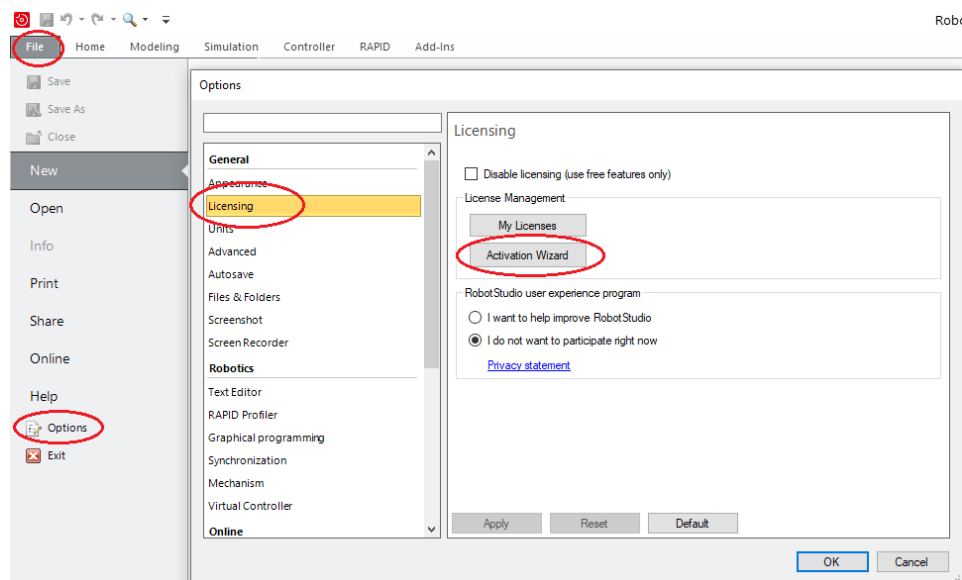 Robo
File Home Modeling Simulation Controller RAPID Add-Ins
Save
Save As
Close
New
Open
Info
Print
Share
Online
Help
Options
Exit
Options
General
Appearance
Licensing
Units
Advanced
Autosave
Files & Folders
Screenshot
Screen Recorder
Robotics
Text Editor
RAPID Profiler
Graphical programming
Synchronization
Mechanism
Virtual Controller
Online
Licensing
Disable licensing (use free features only)
License Management
My Licenses
Activation Wizard
RobotStudio user experience program
I want to help improve RobotStudio
I do not want to participate right now
Privacy statement
Apply Reset Default
OK Cancel